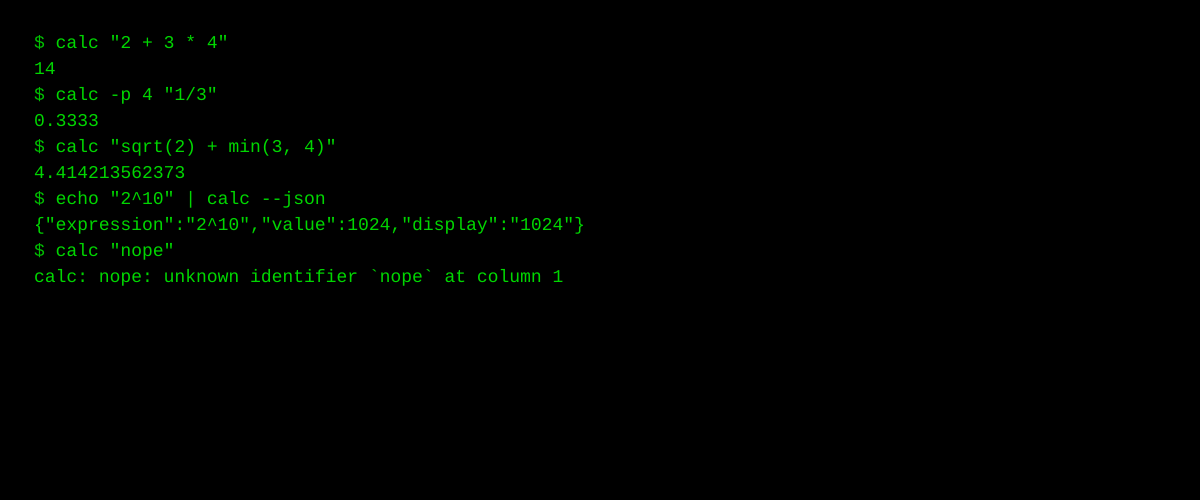 $ calc "2 + 3 * 4"
14
$ calc -p 4 "1/3"
0.3333
$ calc "sqrt(2) + min(3, 4)"
4.414213562373
$ echo "2^10" | calc --json
{"expression":"2^10","value":1024,"display":"1024"}
$ calc "nope"
calc: nope: unknown identifier `nope` at column 1